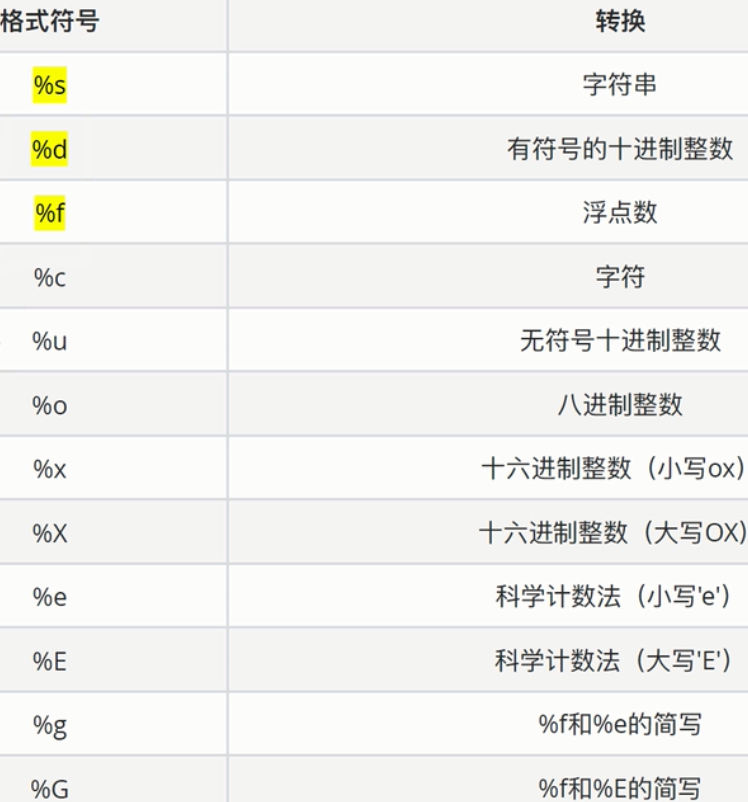 格式符号 转换
%s 字符串
%d 有符号的十进制整数
%f 浮点数
%c 字符
%u 无符号十进制整数
%o 八进制整数
%x 十六进制整数（小写ox）
%X 十六进制整数（大写OX）
%e 科学计数法（小写'e'）
%E 科学计数法（大写'E'）
%g %f和%e的简写
%G %f和%E的简写